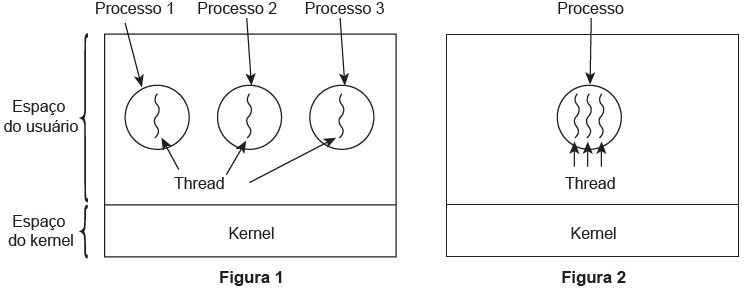 Processo 1
Processo 2
Processo 3
Espaço
do usuário
Thread
Espaço
do kernel
Kernel
Figura 1
Processo
Thread
Kernel
Figura 2